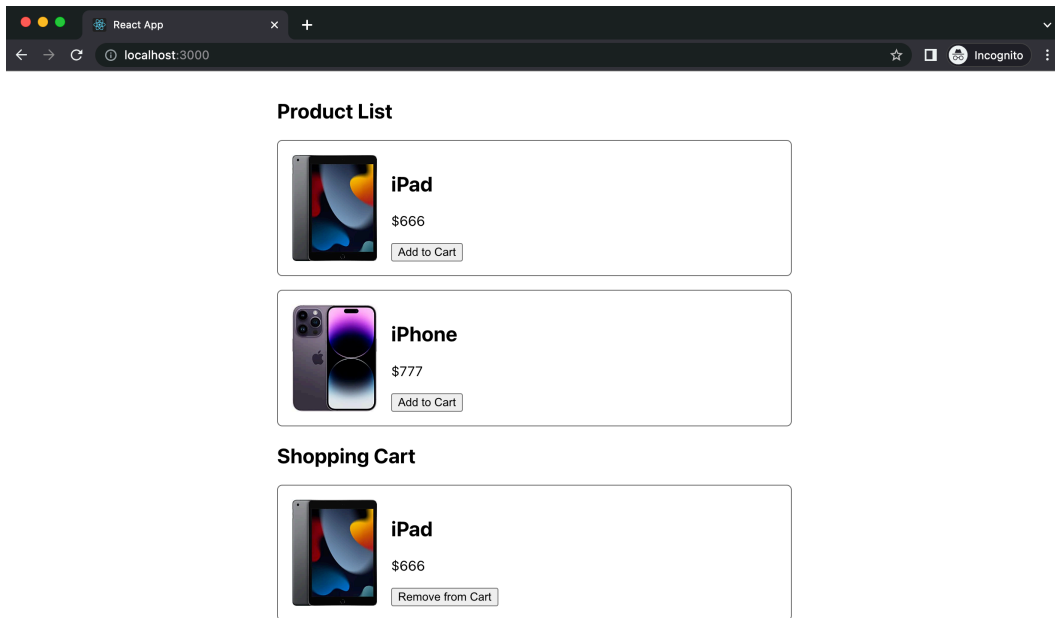 React App
localhost:3000
Incognito
Product List
iPad
$666
Add to Cart
iPhone
$777
Add to Cart
Shopping Cart
iPad
$666
Remove from Cart